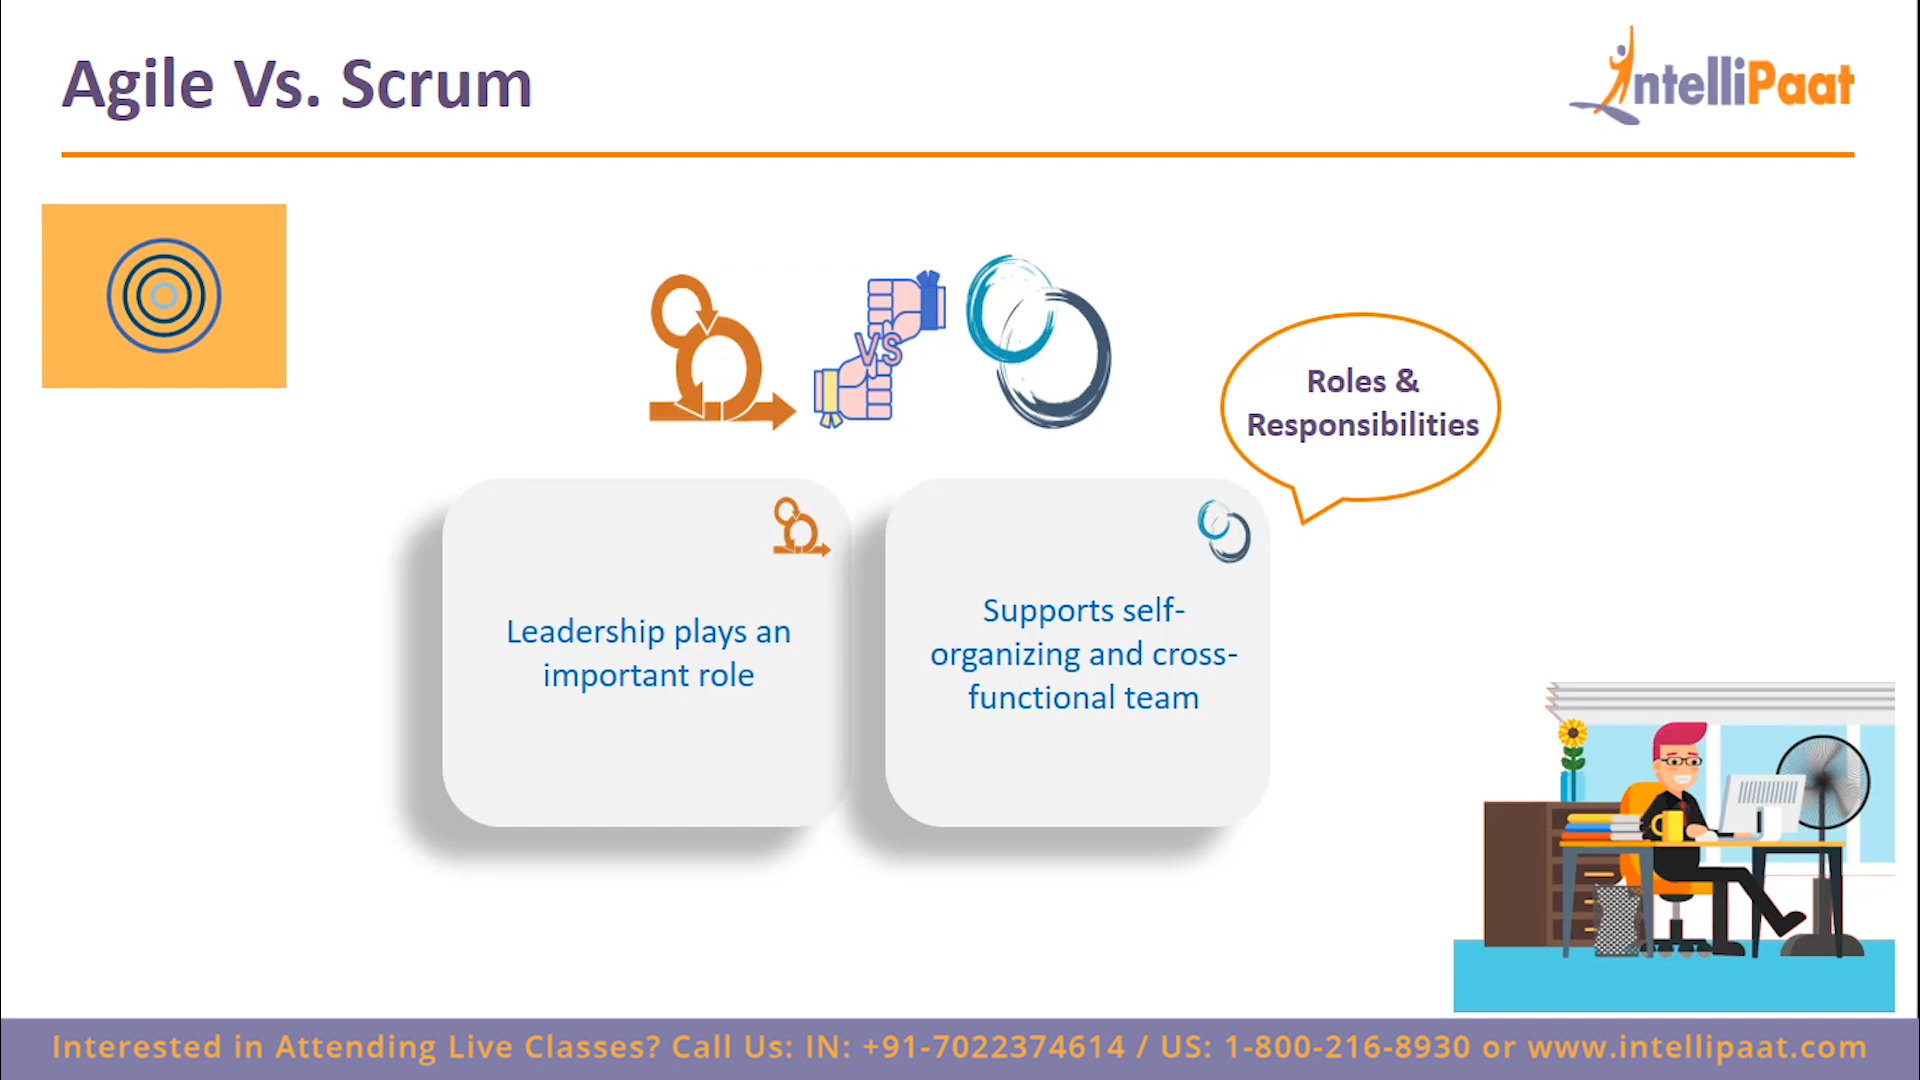 Agile Vs. Scrum
IntelliPaat
VS
Roles &
Responsibilities
Leadership plays an
important role
Supports self-
organizing and cross-
functional team
Interested in Attending Live Classes? Call Us: IN: +91-7022374614 / US: 1-800-216-8930 or www.intellipaat.com